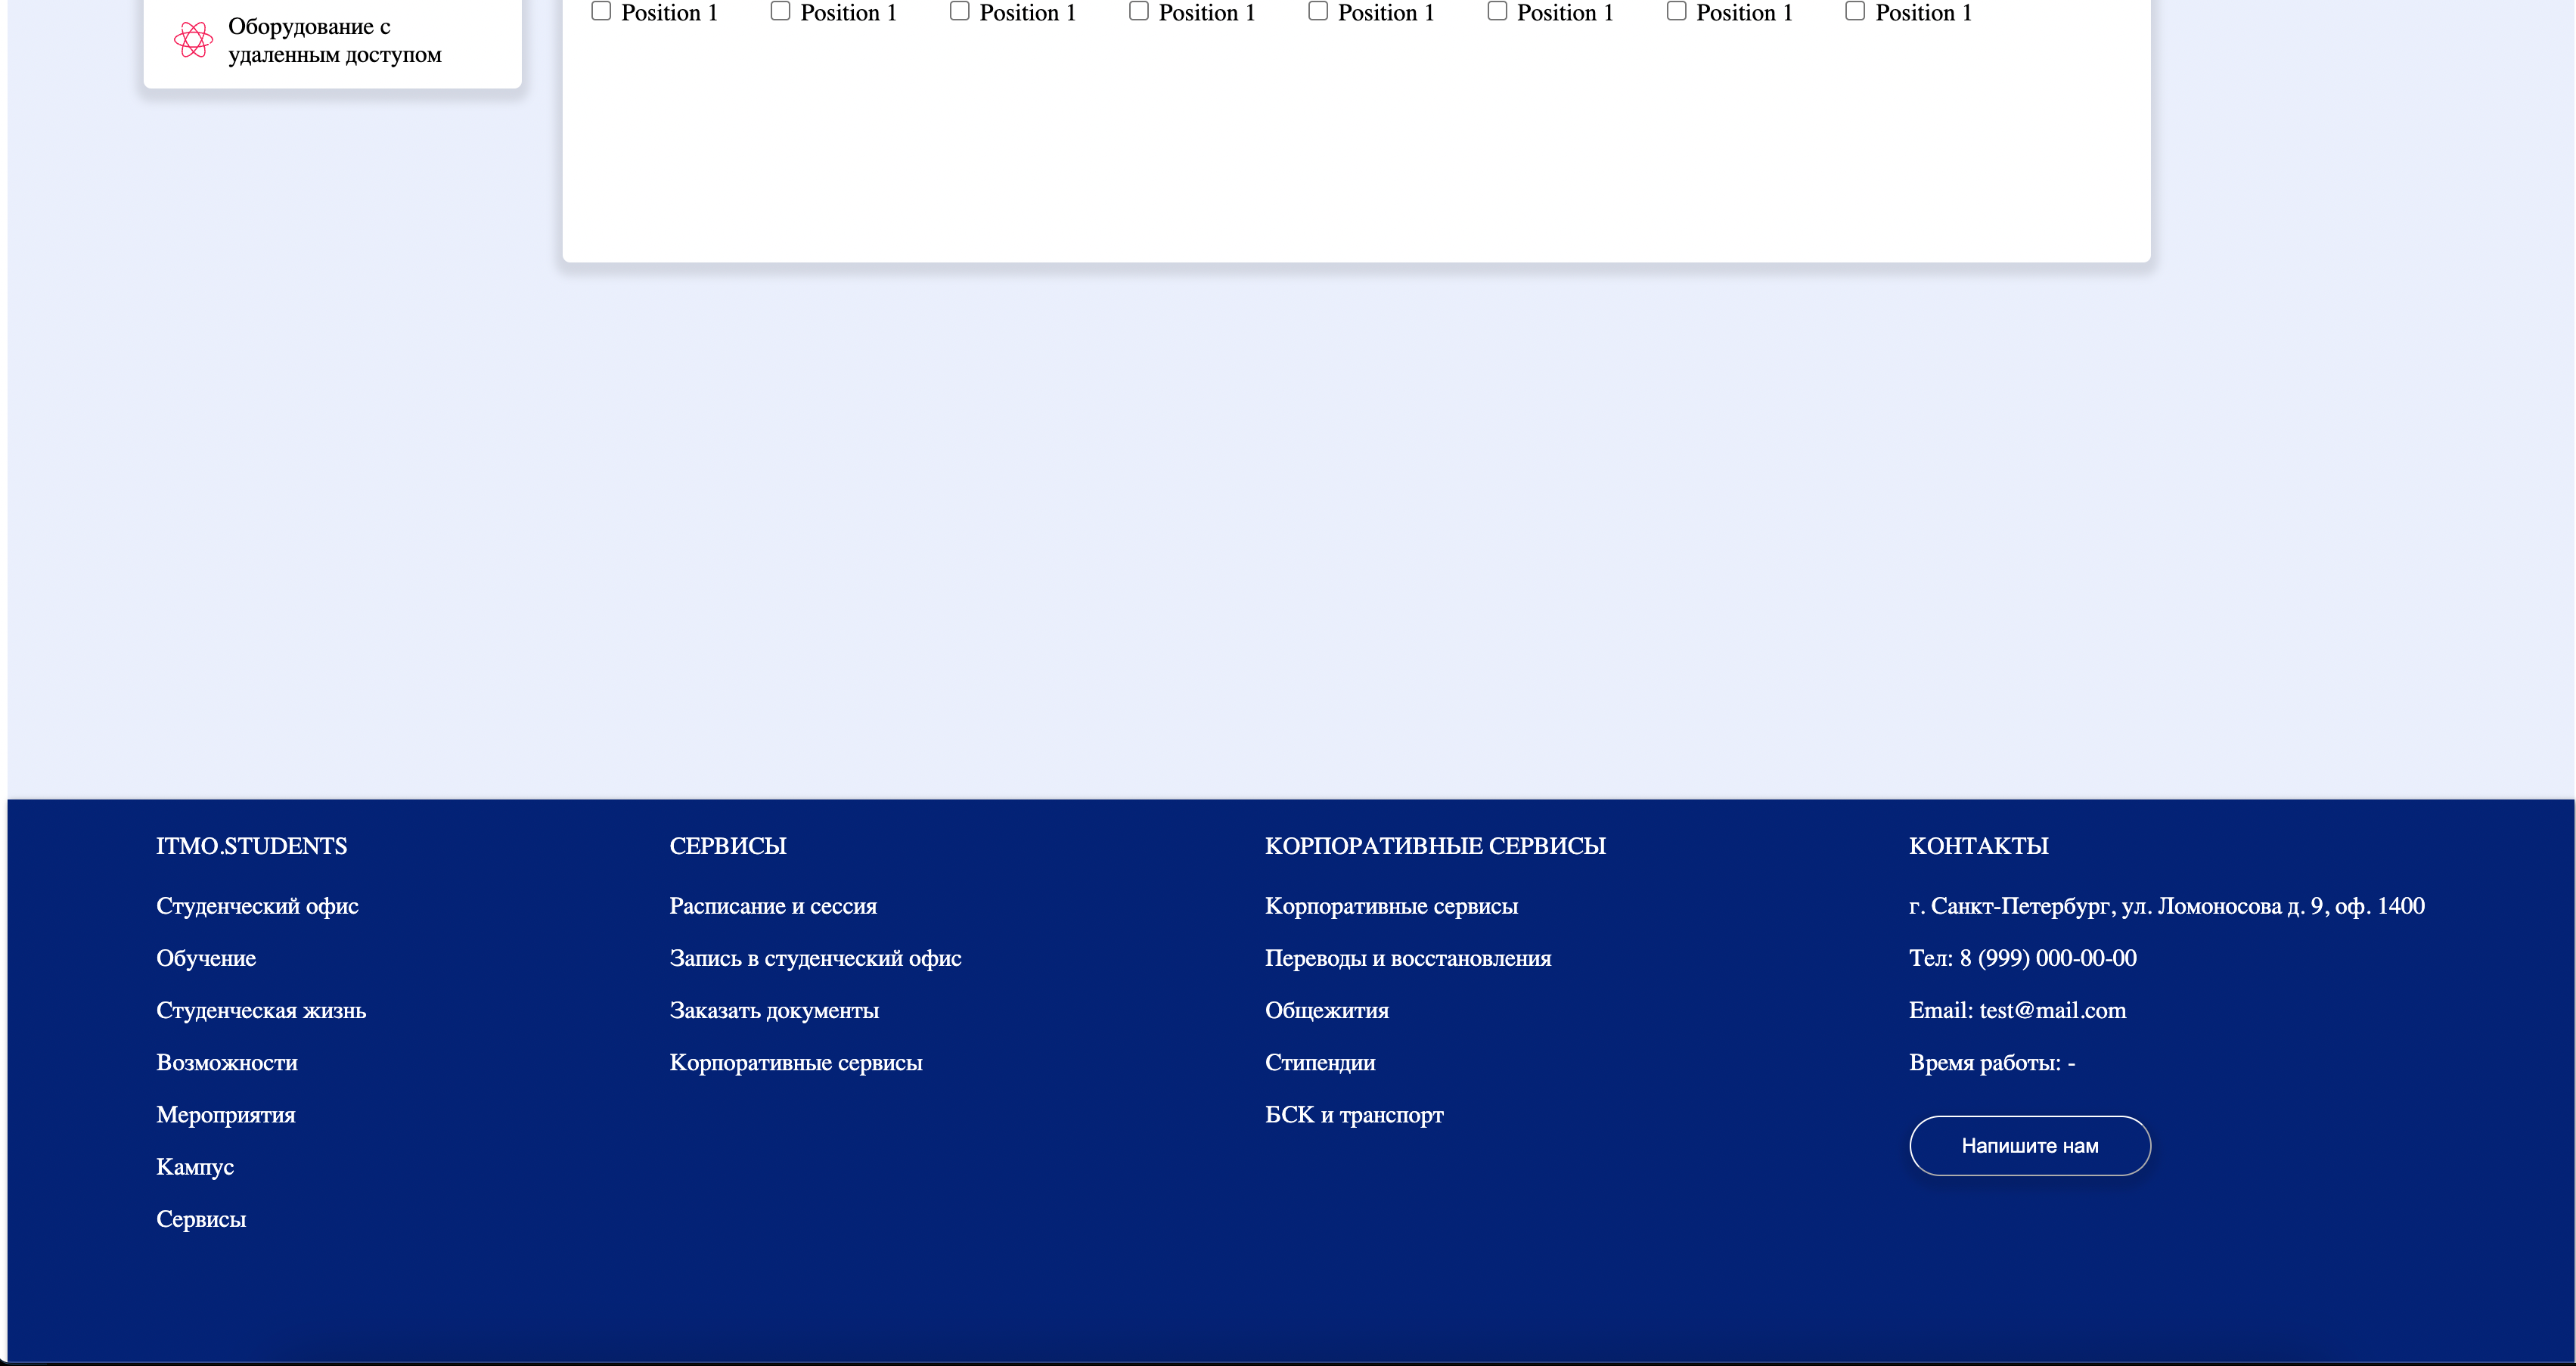 Оборудование с
удаленным доступом
Position 1 Position 1 Position 1 Position 1 Position 1 Position 1 Position 1 Position 1
ITMO.STUDENTS
Студенческий офис
Обучение
Студенческая жизнь
Возможности
Мероприятия
Кампус
Сервисы
СЕРВИСЫ
Расписание и сессия
Запись в студенческий офис
Заказать документы
Корпоративные сервисы
КОРПОРАТИВНЫЕ СЕРВИСЫ
Корпоративные сервисы
Переводы и восстановления
Общежития
Стипендии
БСК и транспорт
КОНТАКТЫ
г. Санкт-Петербург, ул. Ломоносова д. 9, оф. 1400
Тел: 8 (999) 000-00-00
Email: test@mail.com
Время работы: -
Напишите нам